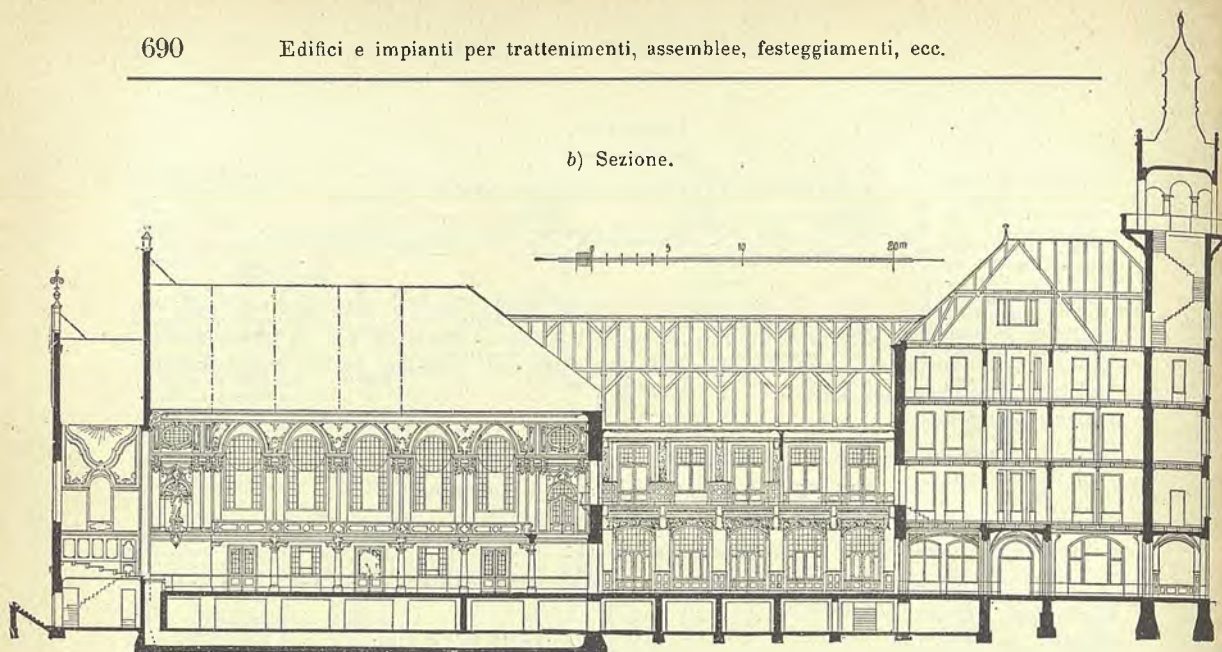 690 Edifici e impianti per trattenimenti, assemblee, festeggiamenti, ecc.
b) Sezione.
0 5 10 20m